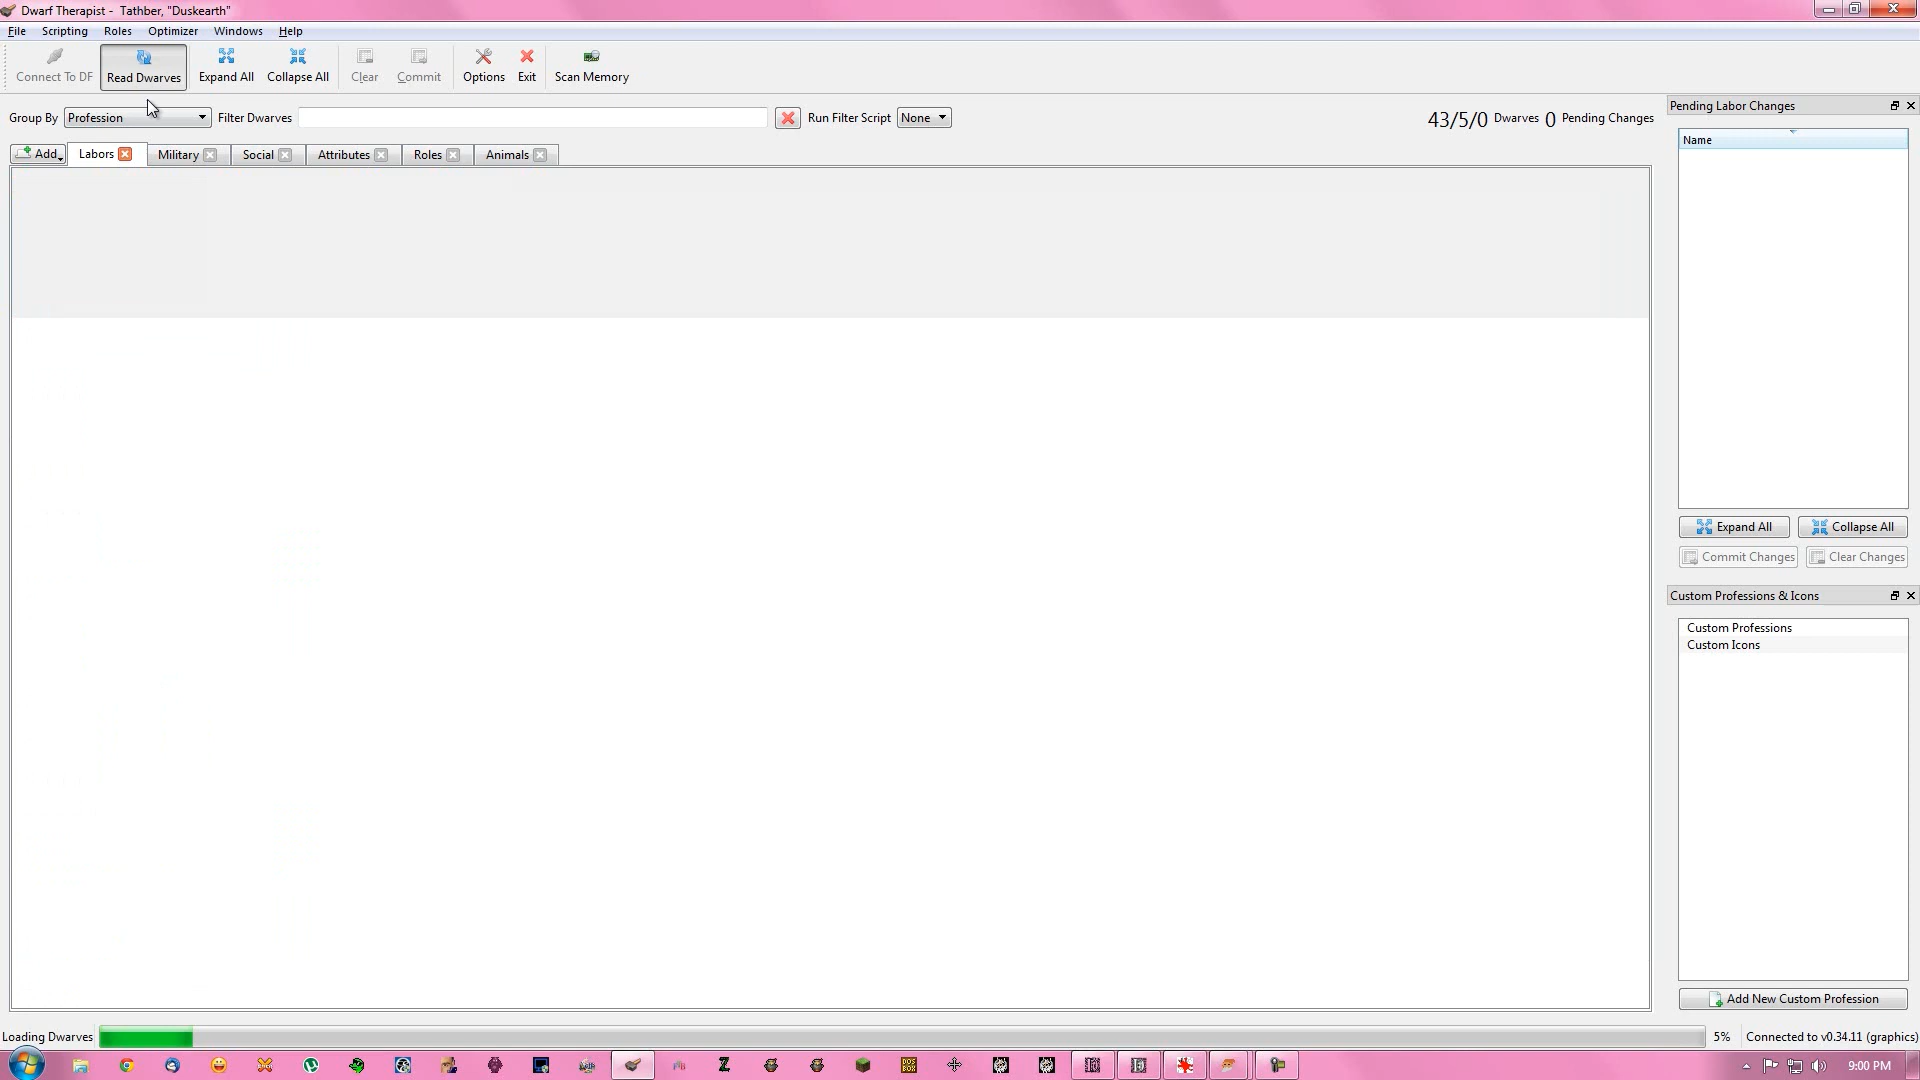 Dwarf Therapist - Tathber, "Duskearth"
File Scripting Roles Optimizer Windows Help
Connect To DF Read Dwarves Expand All Collapse All Clear Commit Options Exit Scan Memory
Group By Profession Filter Dwarves Run Filter Script None 43/5/0 Dwarves 0 Pending Changes
Add Labors Military Social Attributes Roles Animals
Pending Labor Changes
Name
Expand All Collapse All
Commit Changes Clear Changes
Custom Professions & Icons
Custom Professions
Custom Icons
Add New Custom Profession
Loading Dwarves 5% Connected to v0.34.11 (graphics)
Z DOS BOX 9:00 PM